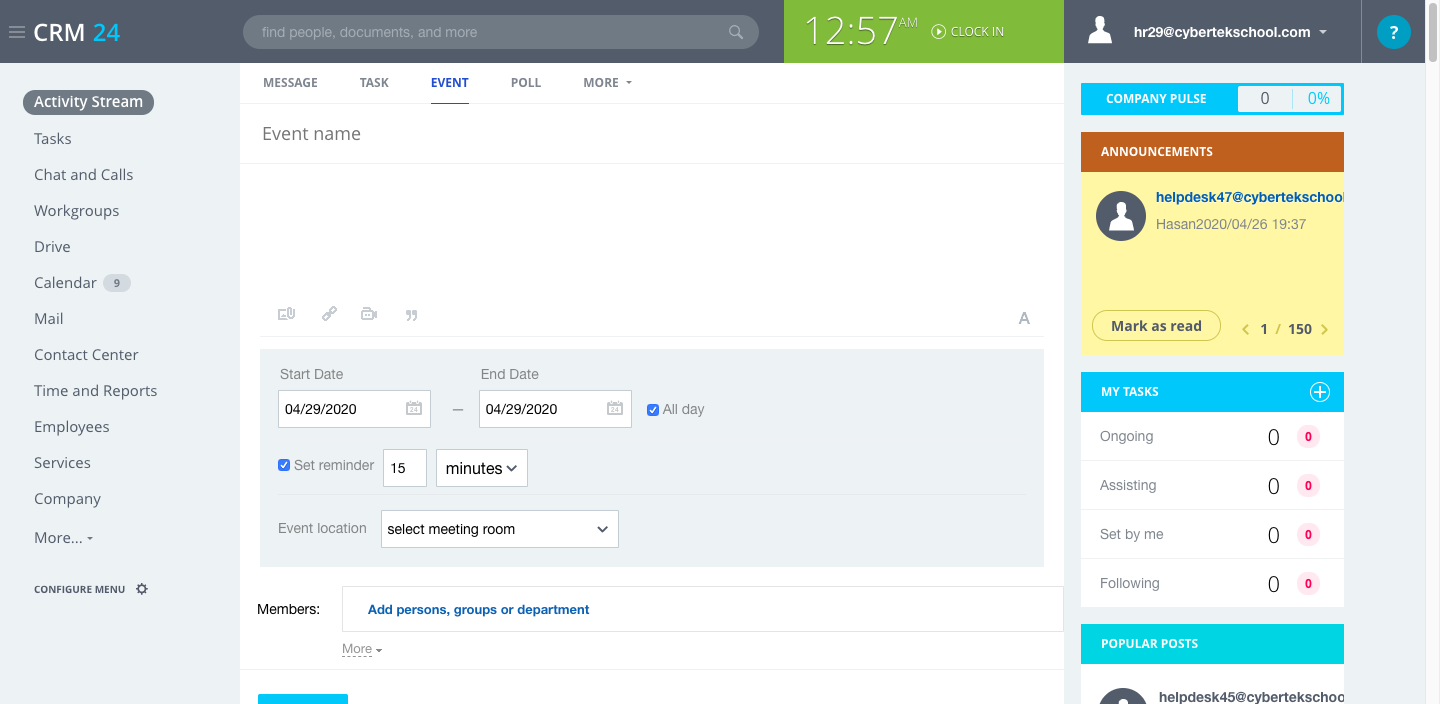 CRM 24
find people, documents, and more
12:57 AM CLOCK IN
hr29@cybertekschool.com
?
Activity Stream
Tasks
Chat and Calls
Workgroups
Drive
Calendar 9
Mail
Contact Center
Time and Reports
Employees
Services
Company
More...
CONFIGURE MENU
MESSAGE TASK EVENT POLL MORE
Event name
A
Start Date End Date
04/29/2020 24 – 04/29/2020 24 All day
Set reminder 15 minutes
Event location select meeting room
Members: Add persons, groups or department
More
COMPANY PULSE 0 0%
ANNOUNCEMENTS
helpdesk47@cybertekschool
Hasan2020/04/26 19:37
Mark as read 1 / 150
MY TASKS
Ongoing 0 0
Assisting 0 0
Set by me 0 0
Following 0 0
POPULAR POSTS
helpdesk45@cybertekschoo